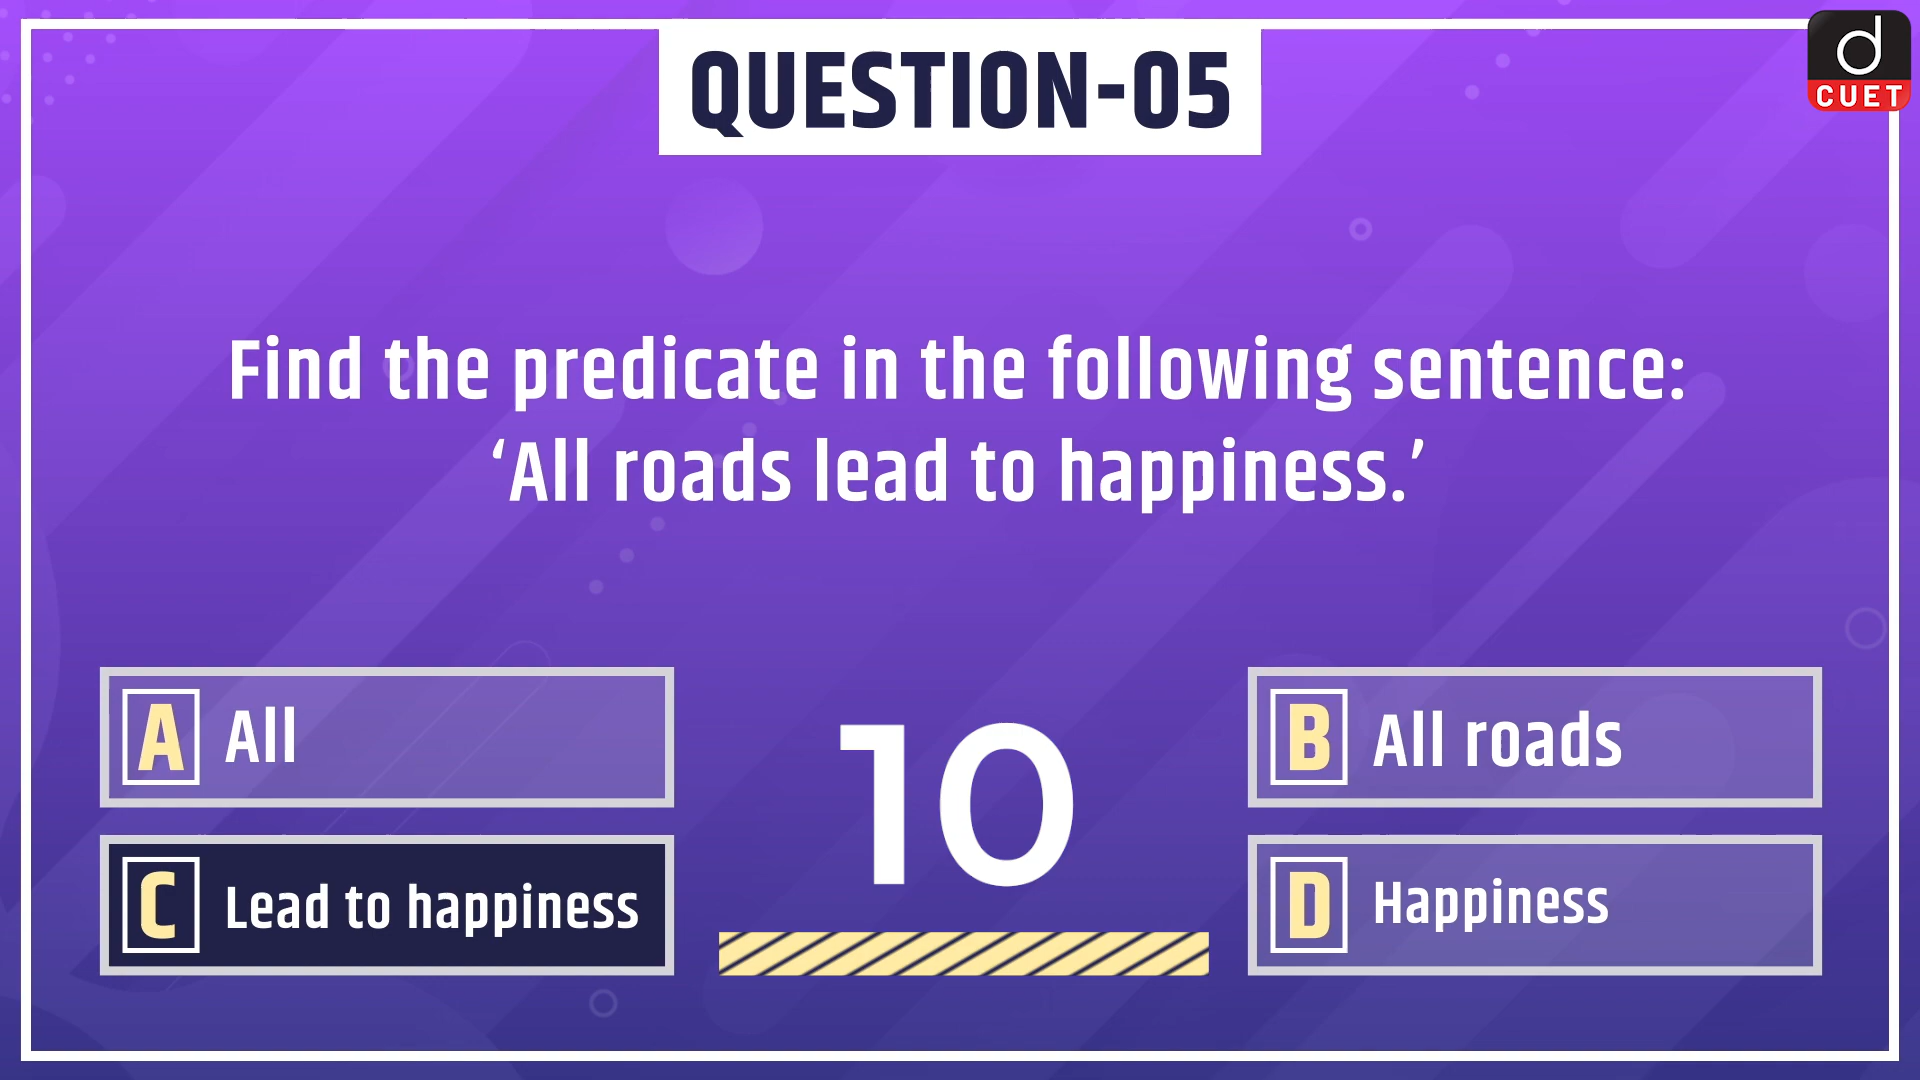 QUESTION-05
d
CUET
Find the predicate in the following sentence:
‘All roads lead to happiness.’
A All
B All roads
10
C Lead to happiness
D Happiness